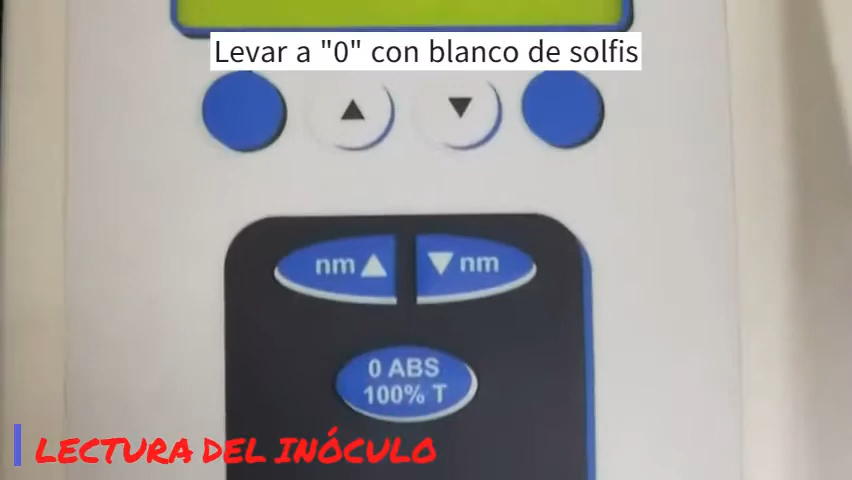 Levar a "0" con blanco de solfis
nm ▲ ▼ nm
0 ABS
100% T
LECTURA DEL INÓCULO